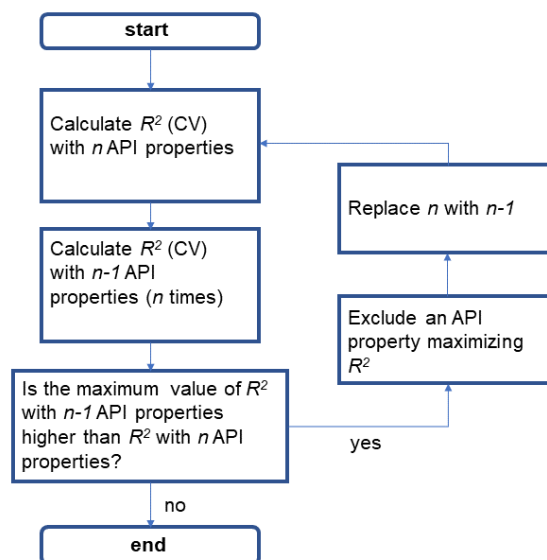 start
Calculate R² (CV)
with n API properties
Calculate R² (CV)
with n-1 API
properties (n times)
Is the maximum value of R²
with n-1 API properties
higher than R² with n API
properties?
yes
Exclude an API
property maximizing
R²
Replace n with n-1
no
end